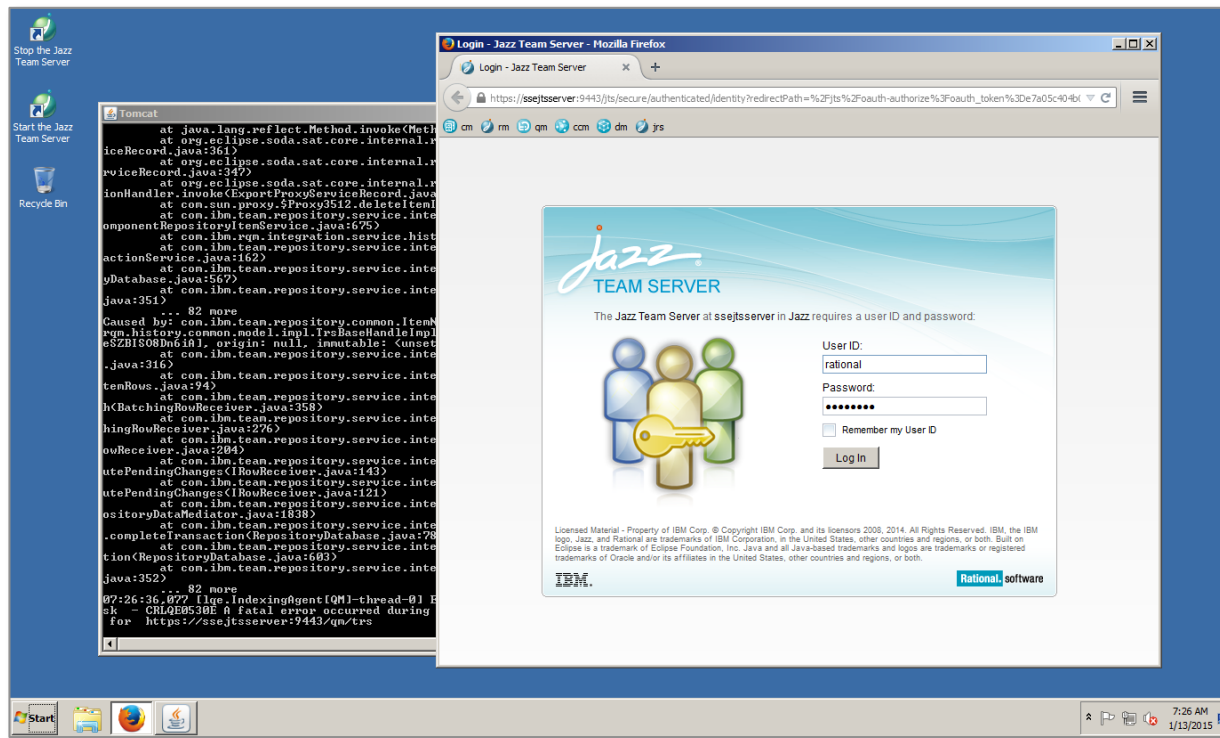 Stop the Jazz
Team Server
Start the Jazz
Team Server
Recycle Bin
Tomcat
at java.lang.reflect.Method.invoke(Meth
at org.eclipse.soda.sat.core.internal.r
iceRecord.java:361)
at org.eclipse.soda.sat.core.internal.r
rviceRecord.java:347)
at org.eclipse.soda.sat.core.internal.r
ionHandler.invoke(ExportProxyServiceRecord.java
at com.sun.proxy.$Proxy3512.deleteItemI
at com.ibm.team.repository.service.inte
omponentRepositoryItemService.java:675)
at com.ibm.rqm.integration.service.hist
at com.ibm.team.repository.service.inte
actionService.java:162)
at com.ibm.team.repository.service.inte
yDatabase.java:567)
at com.ibm.team.repository.service.inte
java:351)
... 82 more
Caused by: com.ibm.team.repository.common.ItemN
rqm.history.common.model.impl.TrsBaseHandleImpl
eSZBISO8Dn6iA], origin: null, immutable: <unset
at com.ibm.team.repository.service.inte
.java:316)
at com.ibm.team.repository.service.inte
temRows.java:94)
at com.ibm.team.repository.service.inte
h(BatchingRowReceiver.java:358)
at com.ibm.team.repository.service.inte
hingRowReceiver.java:276)
at com.ibm.team.repository.service.inte
owReceiver.java:204)
at com.ibm.team.repository.service.inte
utePendingChanges(IRowReceiver.java:143)
at com.ibm.team.repository.service.inte
utePendingChanges(IRowReceiver.java:121)
at com.ibm.team.repository.service.inte
ositoryDataMediator.java:1838)
at com.ibm.team.repository.service.inte
.completeTransaction(RepositoryDatabase.java:78
at com.ibm.team.repository.service.inte
tion(RepositoryDatabase.java:603)
at com.ibm.team.repository.service.inte
java:352)
... 82 more
07:26:36,077 [lqe.IndexingAgent[QM]-thread-0] E
sk - CRLQE0530E A fatal error occurred during
for https://ssejtsserver:9443/qm/trs
Login - Jazz Team Server - Mozilla Firefox
Login - Jazz Team Server
https://ssejtsserver:9443/jts/secure/authenticated/identity?redirectPath=%2Fjts%2Foauth-authorize%3Foauth_token%3De7a05c404b(
cm rm qm ccm dm jrs
jazz
TEAM SERVER
The Jazz Team Server at ssejtsserver in Jazz requires a user ID and password:
User ID:
rational
Password:
Remember my User ID
Log In
Licensed Material - Property of IBM Corp. © Copyright IBM Corp. and its licensors 2008, 2014. All Rights Reserved. IBM, the IBM
logo, Jazz, and Rational are trademarks of IBM Corporation, in the United States, other countries and regions, or both. Built on
Eclipse is a trademark of Eclipse Foundation, Inc. Java and all Java-based trademarks and logos are trademarks or registered
trademarks of Oracle and/or its affiliates in the United States, other countries and regions, or both.
IBM.
Rational. software
Start
7:26 AM
1/13/2015